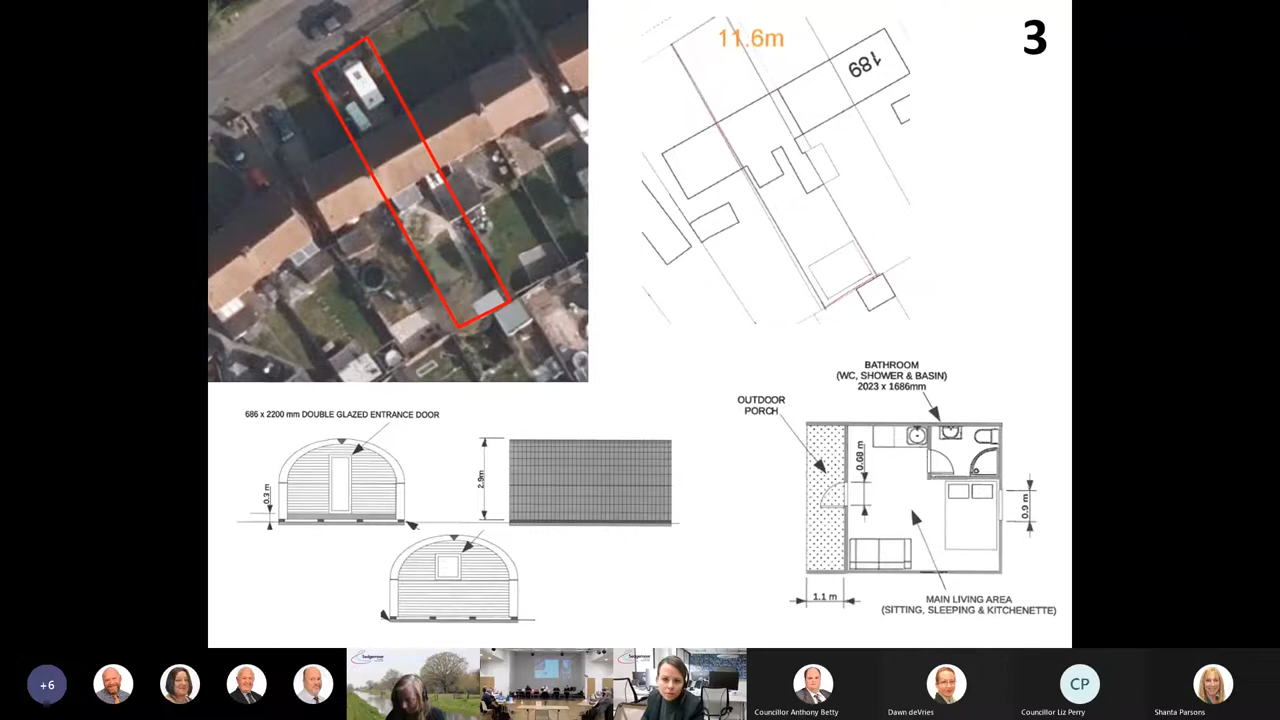 11.6m
3
189
BATHROOM
(WC, SHOWER & BASIN)
2023 x 1686mm
OUTDOOR
PORCH
686 x 2200 mm DOUBLE GLAZED ENTRANCE DOOR
0.3 m
2.9m
0.68 m
0.9 m
1.1 m
MAIN LIVING AREA
(SITTING, SLEEPING & KITCHENETTE)
+6
Sedgemoor
Sedgemoor
CP
Councillor Anthony Betty
Dawn deVries
Councillor Liz Perry
Shanta Parsons